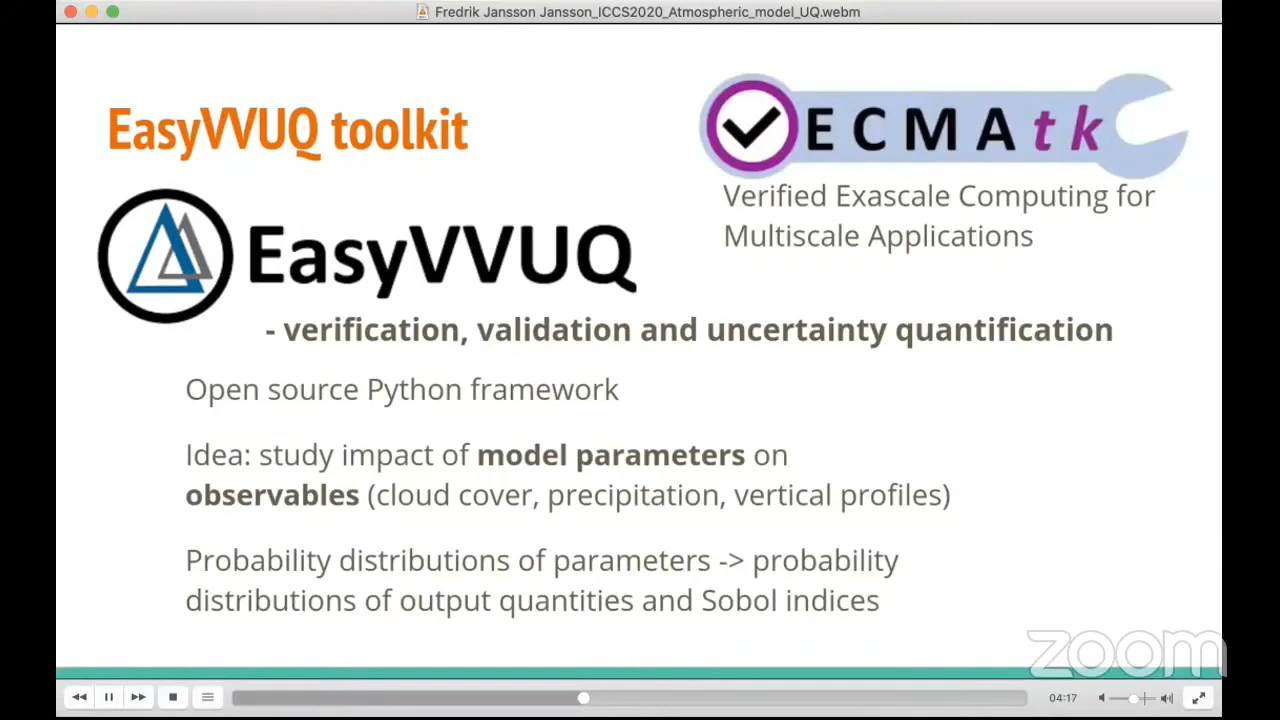 Fredrik Jansson Jansson_ICCS2020_Atmospheric_model_UQ.webm
EasyVVUQ toolkit
ECMAtk
Verified Exascale Computing for
Multiscale Applications
EasyVVUQ
- verification, validation and uncertainty quantification
Open source Python framework
Idea: study impact of model parameters on
observables (cloud cover, precipitation, vertical profiles)
Probability distributions of parameters -> probability
distributions of output quantities and Sobol indices
zoom
04:17